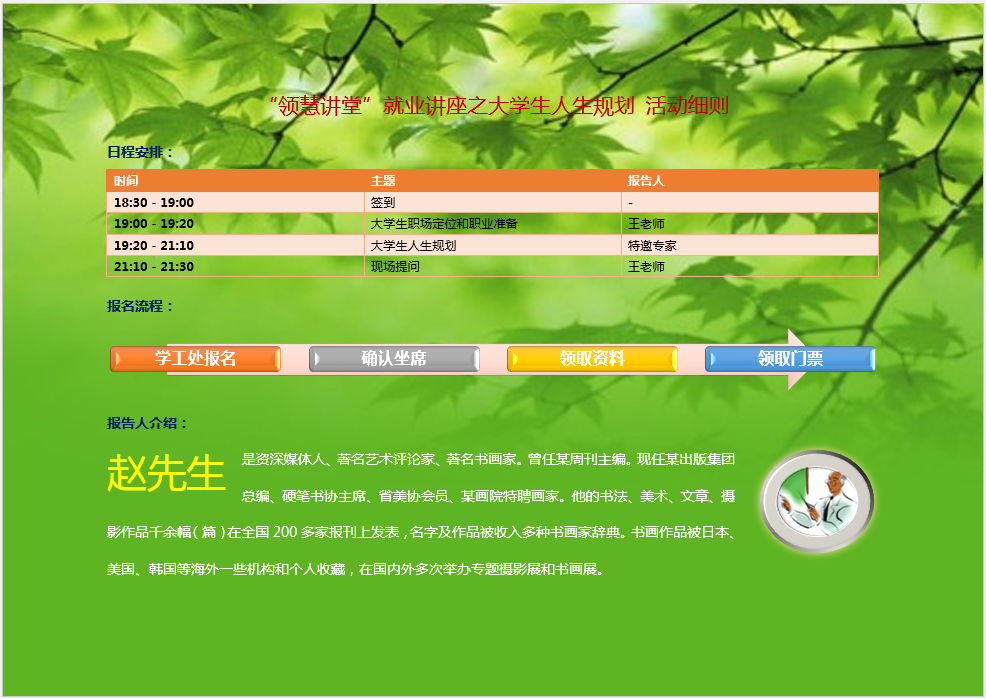 “领慧讲堂”就业讲座之大学生人生规划 活动细则
日程安排：
时间 主题 报告人
18:30 - 19:00 签到 -
19:00 - 19:20 大学生职场定位和职业准备 王老师
19:20 - 21:10 大学生人生规划 特邀专家
21:10 - 21:30 现场提问 王老师
报名流程：
学工处报名 确认坐席 领取资料 领取门票
报告人介绍：
赵先生 是资深媒体人、著名艺术评论家、著名书画家。曾任某周刊主编。现任某出版集团
总编、硬笔书协主席、省美协会员、某画院特聘画家。他的书法、美术、文章、摄
影作品千余幅（篇）在全国 200 多家报刊上发表，名字及作品被收入多种书画家辞典。书画作品被日本、
美国、韩国等海外一些机构和个人收藏，在国内外多次举办专题摄影展和书画展。